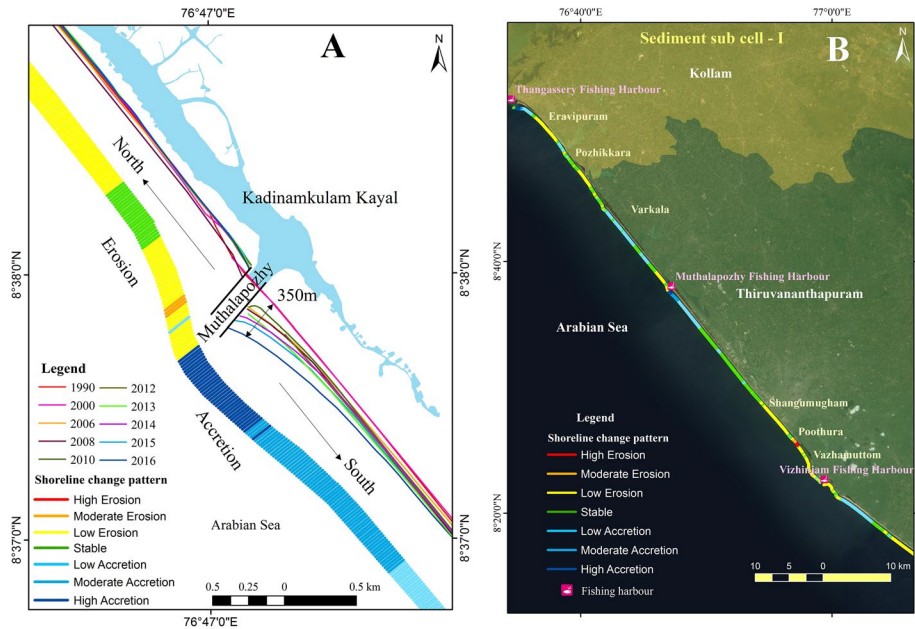 76°47'0"E
A
N
North
Kadinamkulam Kayal
Erosion
8°38'0"N
8°38'0"N
Muthalapozhy
350m
Legend
1990
2012
2000
2013
2006
2014
2008
2015
2010
2016
Shoreline change pattern
High Erosion
Moderate Erosion
Low Erosion
Stable
Low Accretion
Moderate Accretion
High Accretion
Accretion
South
Arabian Sea
8°37'0"N
8°37'0"N
0.5 0.25 0 0.5 km
76°47'0"E
76°40'0"E
77°0'0"E
Sediment sub cell - I
B
N
Kollam
Thangassery Fishing Harbour
Eravipuram
Pozhikkara
Varkala
8°40'0"N
Muthalapozhy Fishing Harbour
Thiruvananthapuram
Arabian Sea
Shangumugham
Poothura
Vazhamuttom
Vizhinjam Fishing Harbour
8°20'0"N
Legend
Shoreline change pattern
High Erosion
Moderate Erosion
Low Erosion
Stable
Low Accretion
Moderate Accretion
High Accretion
Fishing harbour
10 5 0 10 km